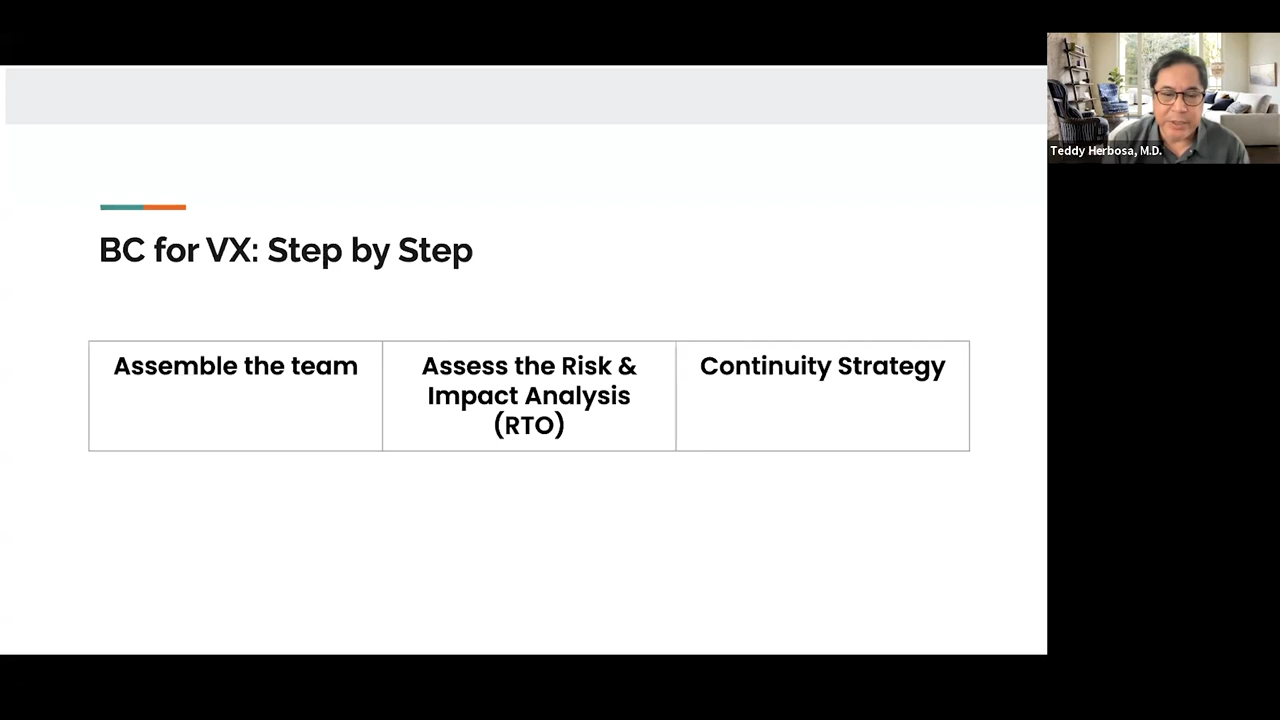 BC for VX: Step by Step
Assemble the team
Assess the Risk &
Impact Analysis
(RTO)
Continuity Strategy
Teddy Herbosa, M.D.